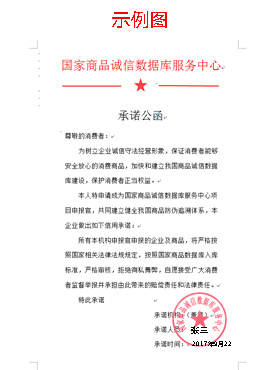 示例图
国家商品诚信数据库服务中心
承诺公函
尊敬的消费者：
为树立企业诚信守法经营形象，保证消费者能够
安全放心的消费商品，加快和建立我国商品诚信数据
库建设，保护消费者正当权益。
本人特申请成为国家商品诚信数据库服务中心项
目申报官，共同建立健全我国商品防伪追溯体系，本
企业做出如下信用承诺：
所有本机构申报官申报的企业及商品，将严格按
照国家相关法律法规规定，按照国家商品数据库入库
标准，严格审核，拒绝商私舞弊，自愿接受广大消费
者监督举报并承担由此带来的赔偿责任和法律责任。
特此承诺
承诺机构：（盖章）
承诺人员：张三
承诺时间：2017年9月22